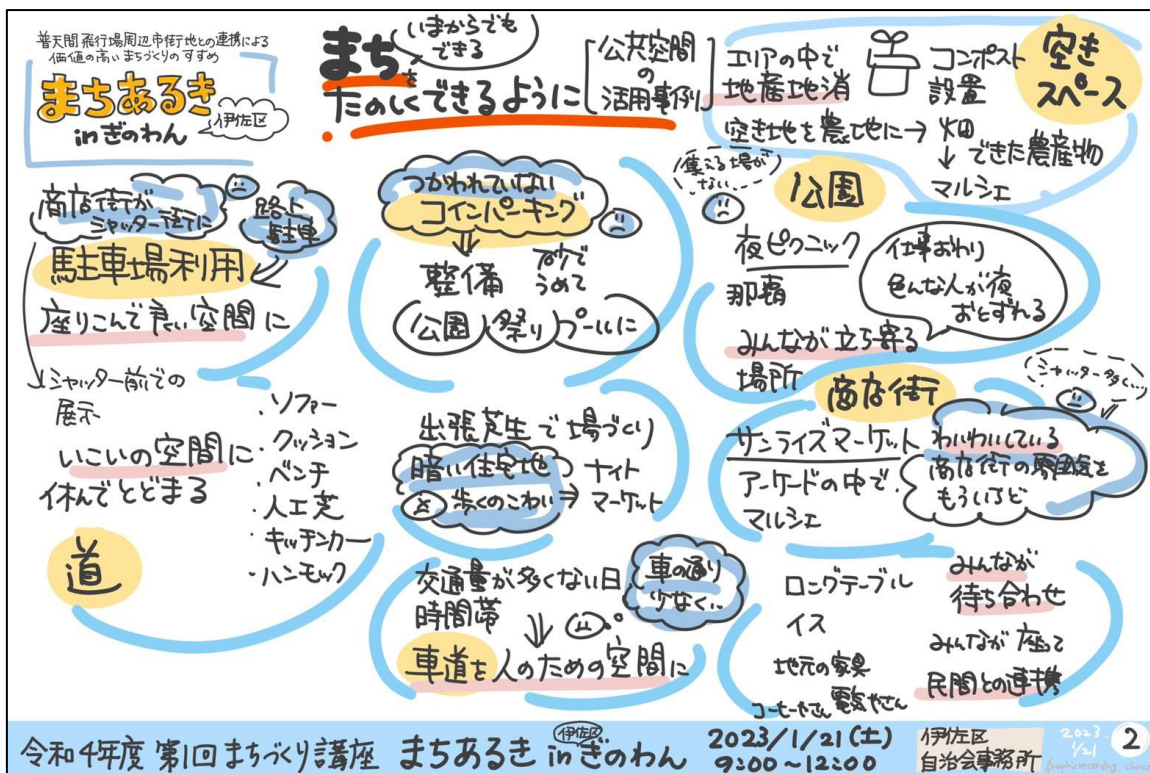 普天間飛行場周辺市街地との連携による
価値の高いまちづくりのすすめ
まちあるき
inぎのわん
伊佐区
いまからでも
できる
まちを
たのしくできるように
公共空間
の
活用事例
エリアの中で
地産地消
コンポスト
設置
空き
スペース
空き地を農地に→畑
↓できた農産物
マルシェ
商店街が
シャッター街でに
路上
駐車
駐車場利用
座りこんで良い空間に
↓シャッター前での
展示
いこいの空間に
休んでとどまる
・ソファー
・クッション
・ベンチ
・人工芝
・キッチンカー
・ハンモック
道
つかわれていない
コインパーキング
整備
砂で
うめて
公園
祭り
プールに
出張芝生で場づくり
暗い住宅地
歩くのこわい⇒
ナイト
マーケット
交通量が多くない日
時間帯
車の通り
少なく..
車道を人のための空間に
集える場が
ない…
公園
夜ピクニック
那覇
仕事おわり
色んな人が夜
おとずれる
みんなが立ち寄る
場所
商店街
シャッター多く…
サンライズマーケット
アーケードの中で
マルシェ
わいわいしている
商店街の雰囲気を
もういちど
ロングテーブル
イス
地元の家具
コーヒーやさん 電気やさん
みんなが
待ち合わせ
みんなが座って
民間との連携
令和4年度 第1回 まちづくり講座 まちあるき in ぎのわん
伊佐区
2023/1/21(土)
9:00~12:00
伊佐区
自治会事務所
2023
1/21
2